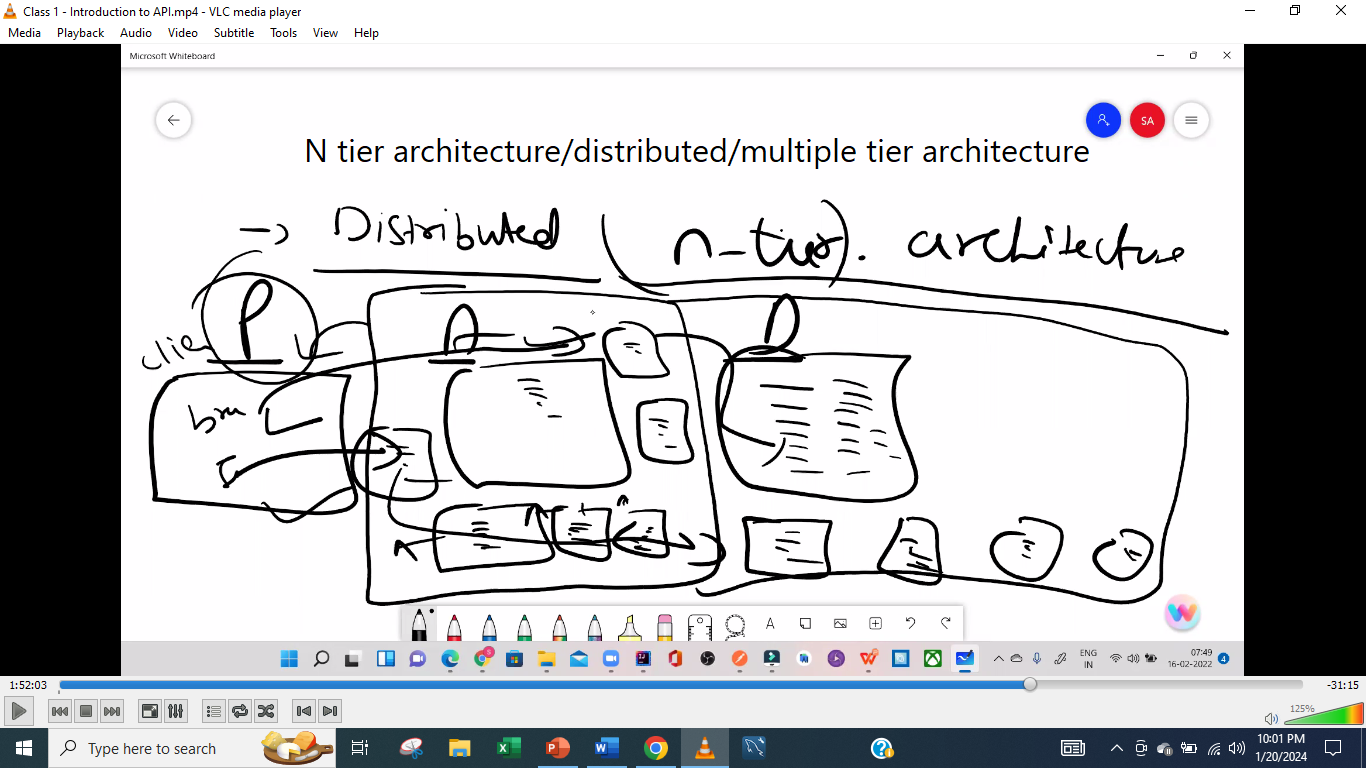 Class 1 - Introduction to API.mp4 - VLC media player
Media Playback Audio Video Subtitle Tools View Help
Microsoft Whiteboard
SA
N tier architecture/distributed/multiple tier architecture
→ Distributed (n-tier). architecture
P
A
D
A
ENG
IN
07:49
16-02-2022
4
1:52:03
-31:15
125%
Type here to search
10:01 PM
1/20/2024